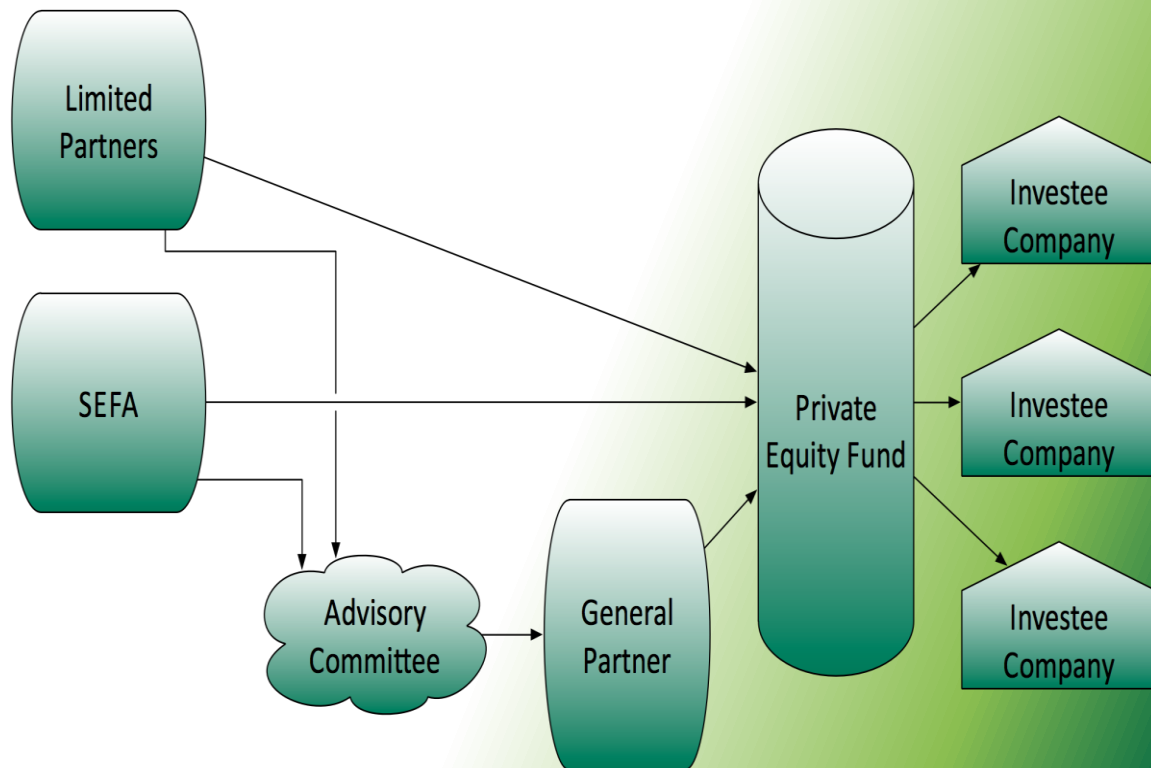 Limited
Partners
SEFA
Advisory
Committee
General
Partner
Private
Equity Fund
Investee
Company
Investee
Company
Investee
Company